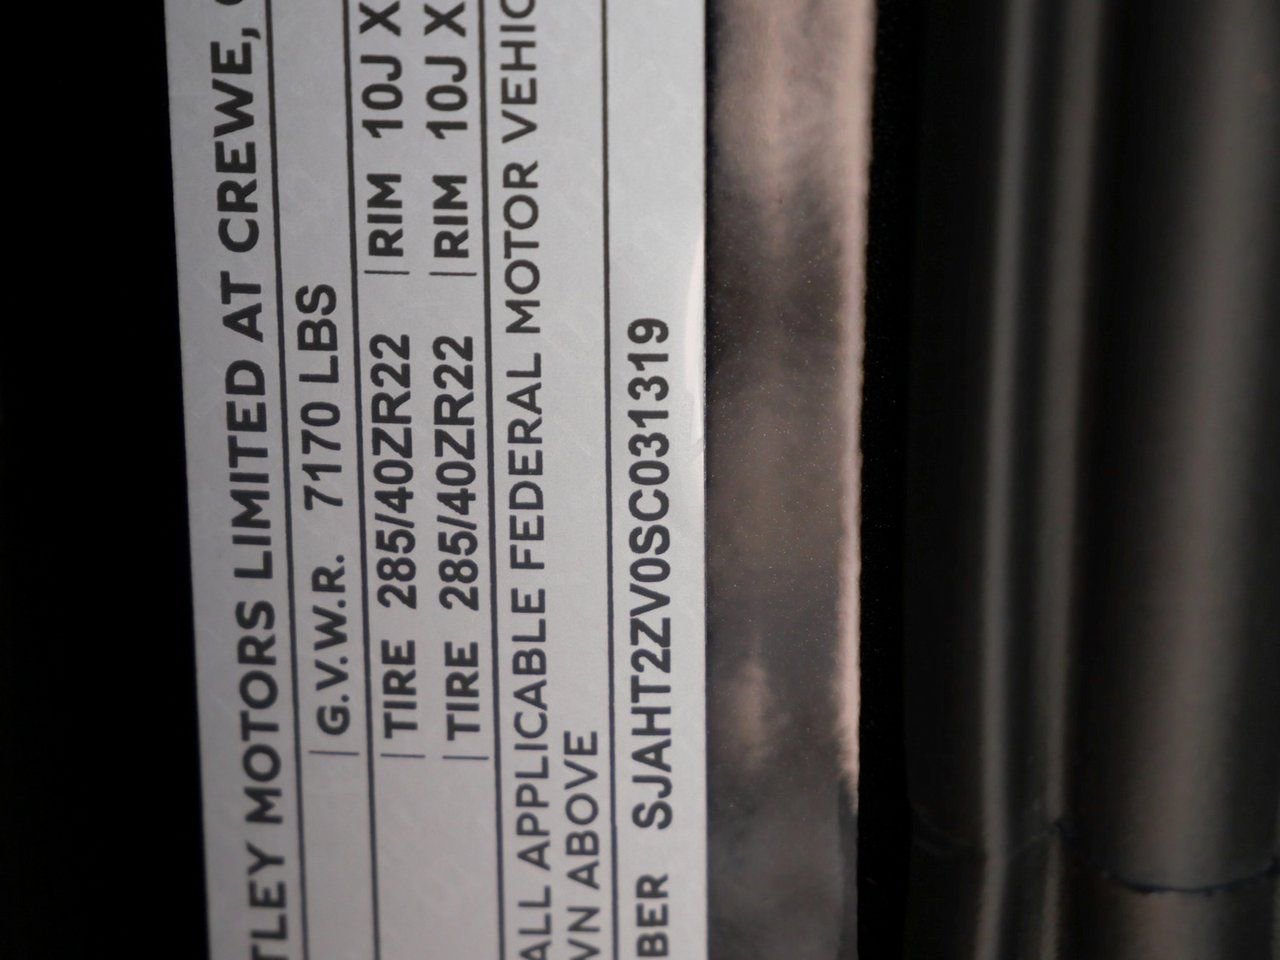 TLEY MOTORS LIMITED AT CREWE,
G.V.W.R. 7170 LBS
TIRE 285/40ZR22 RIM 10J X
TIRE 285/40ZR22 RIM 10J X
ALL APPLICABLE FEDERAL MOTOR VEHIC
VN ABOVE
BER SJAHT2ZV0SC031319